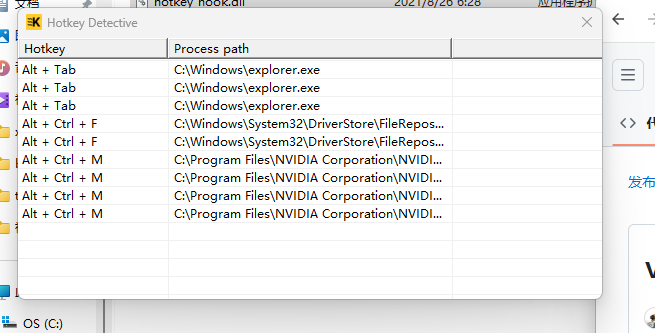 文档
hotkey_hook.dll
2021/8/26 6:58
应用程序扩
Hotkey Detective
Hotkey Process path
Alt + Tab C:\Windows\explorer.exe
Alt + Tab C:\Windows\explorer.exe
Alt + Tab C:\Windows\explorer.exe
Alt + Ctrl + F C:\Windows\System32\DriverStore\FileRepos...
Alt + Ctrl + F C:\Windows\System32\DriverStore\FileRepos...
Alt + Ctrl + M C:\Program Files\NVIDIA Corporation\NVIDI...
Alt + Ctrl + M C:\Program Files\NVIDIA Corporation\NVIDI...
Alt + Ctrl + M C:\Program Files\NVIDIA Corporation\NVIDI...
Alt + Ctrl + M C:\Program Files\NVIDIA Corporation\NVIDI...
发布
OS (C:)